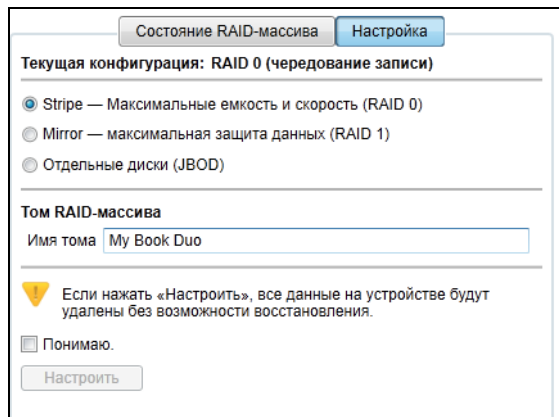 Состояние RAID-массива Настройка
Текущая конфигурация: RAID 0 (чередование записи)
Stripe — Максимальные емкость и скорость (RAID 0)
Mirror — максимальная защита данных (RAID 1)
Отдельные диски (JBOD)
Том RAID-массива
Имя тома My Book Duo
Если нажать «Настроить», все данные на устройстве будут
удалены без возможности восстановления.
Понимаю.
Настроить